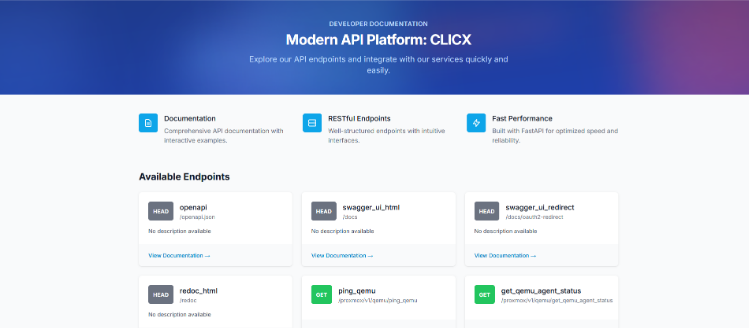 DEVELOPER DOCUMENTATION
Modern API Platform: CLICX
Explore our API endpoints and integrate with our services quickly and
easily.
Documentation
Comprehensive API documentation with
interactive examples.
RESTful Endpoints
Well-structured endpoints with intuitive
interfaces.
Fast Performance
Built with FastAPI for optimized speed and
reliability.
Available Endpoints
HEAD
openapi
/openapi.json
No description available
View Documentation →
HEAD
swagger_ui_html
/docs
No description available
View Documentation →
HEAD
swagger_ui_redirect
/docs/oauth2-redirect
No description available
View Documentation →
HEAD
redoc_html
/redoc
No description available
GET
ping_qemu
/proxmox/v1/qemu/ping_qemu
GET
get_qemu_agent_status
/proxmox/v1/qemu/get_qemu_agent_status